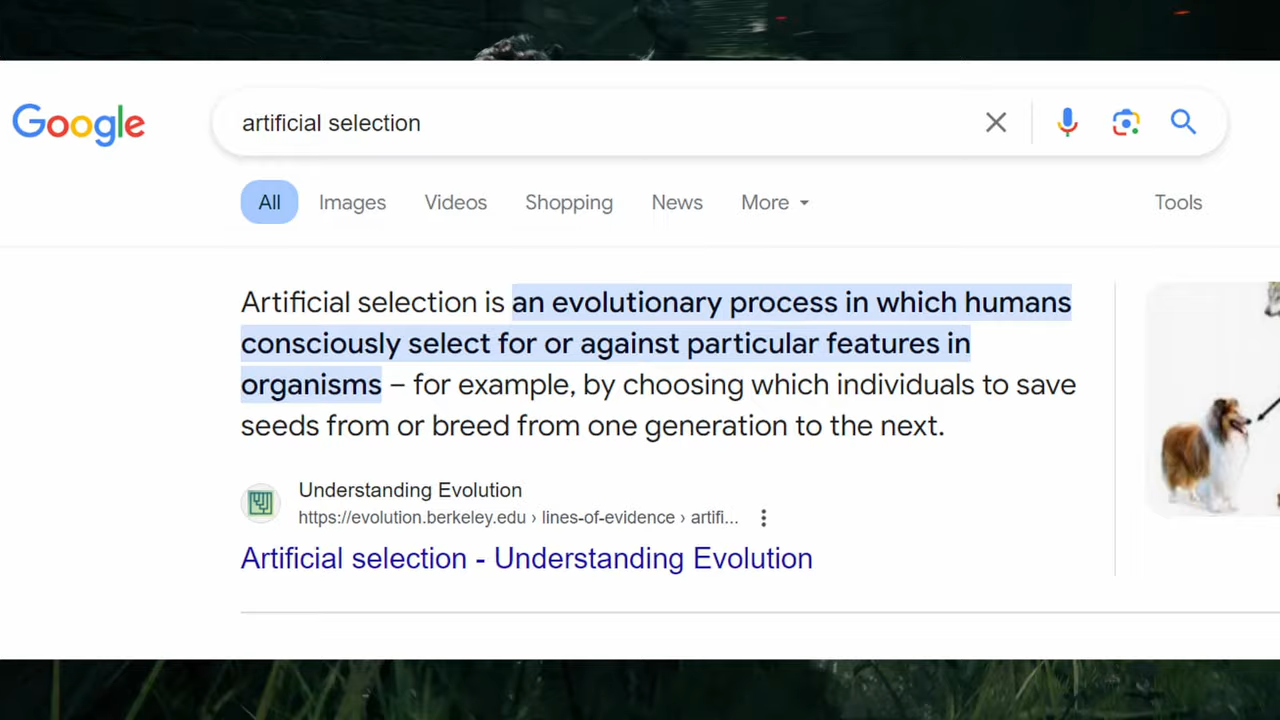 Google
artificial selection
All Images Videos Shopping News More Tools
Artificial selection is an evolutionary process in which humans
consciously select for or against particular features in
organisms – for example, by choosing which individuals to save
seeds from or breed from one generation to the next.
Understanding Evolution
https://evolution.berkeley.edu › lines-of-evidence › artifi...
Artificial selection - Understanding Evolution